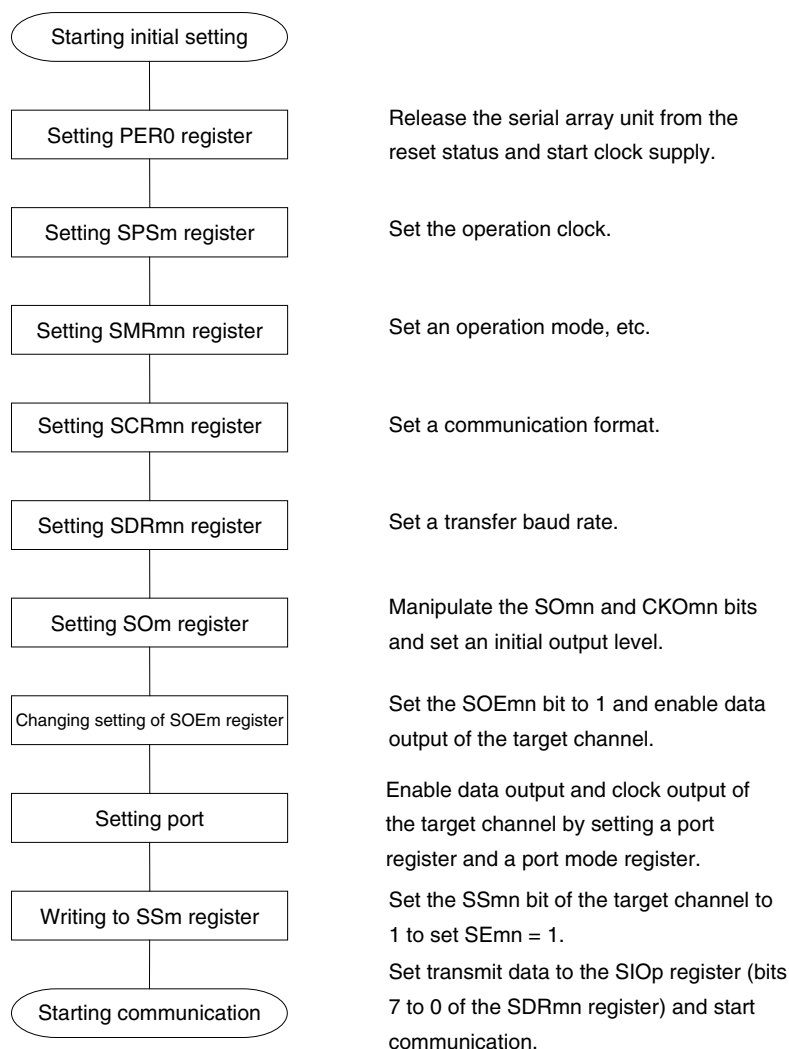 Starting initial setting
Setting PER0 register
Release the serial array unit from the
reset status and start clock supply.
Setting SPSm register
Set the operation clock.
Setting SMRmn register
Set an operation mode, etc.
Setting SCRmn register
Set a communication format.
Setting SDRmn register
Set a transfer baud rate.
Setting SOm register
Manipulate the SOmn and CKOmn bits
and set an initial output level.
Changing setting of SOEm register
Set the SOEmn bit to 1 and enable data
output of the target channel.
Setting port
Enable data output and clock output of
the target channel by setting a port
register and a port mode register.
Writing to SSm register
Set the SSmn bit of the target channel to
1 to set SEmn = 1.
Starting communication
Set transmit data to the SIOp register (bits
7 to 0 of the SDRmn register) and start
communication.